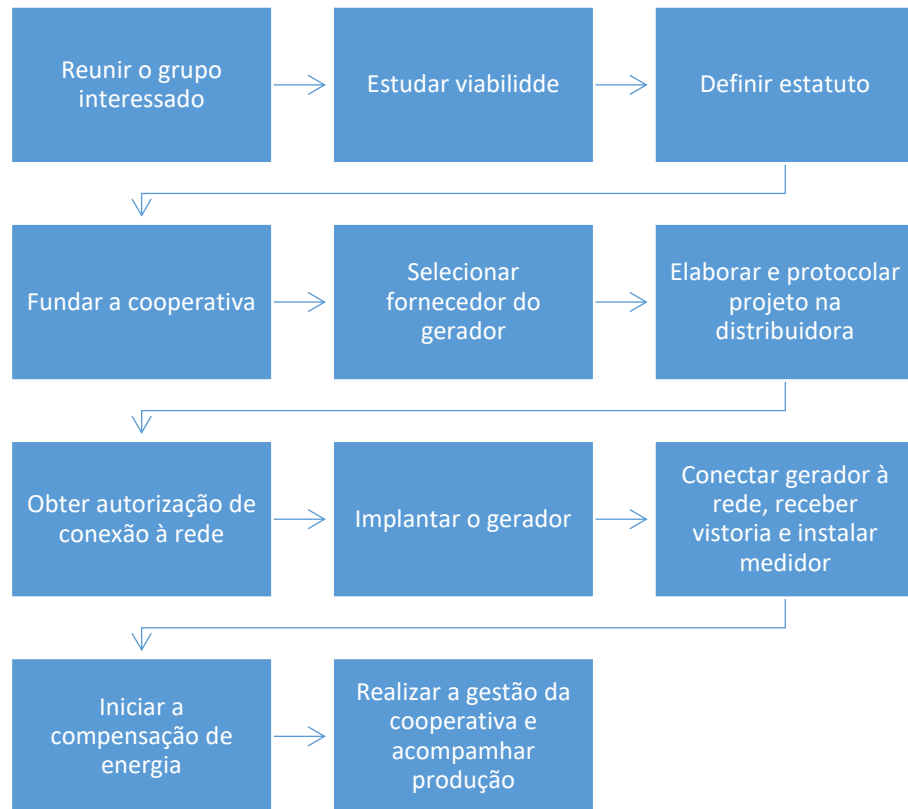 Reunir o grupo
interessado
Estudar viabilidde
Definir estatuto
Fundar a cooperativa
Selecionar
fornecedor do
gerador
Elaborar e protocolar
projeto na
distribuidora
Obter autorização de
conexão à rede
Implantar o gerador
Conectar gerador à
rede, receber
vistoria e instalar
medidor
Iniciar a
compensação de
energia
Realizar a gestão da
cooperativa e
acompamhar
produção